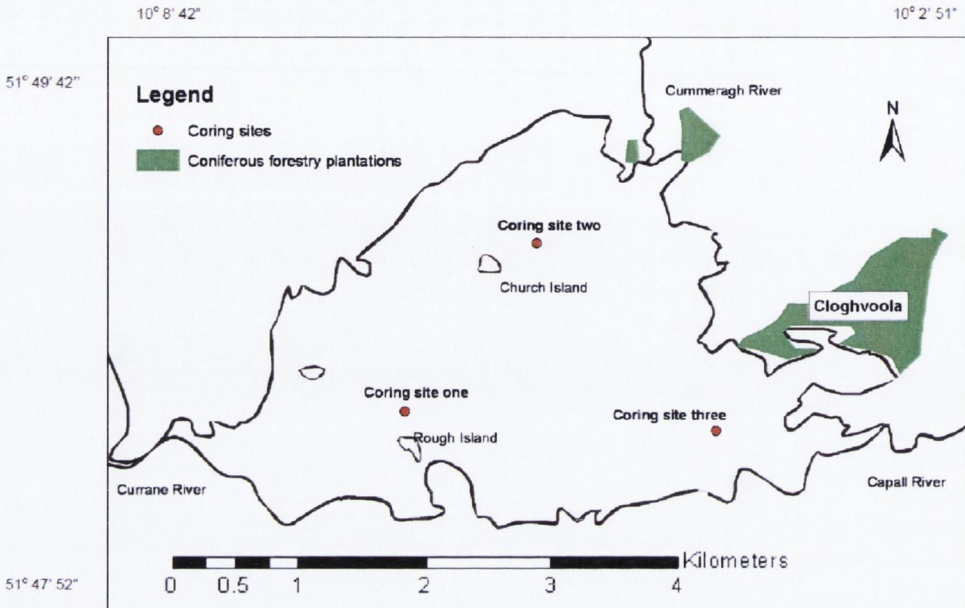 10° 8' 42"
10° 2' 51"
51° 49' 42"
Legend
Coring sites
Coniferous forestry plantations
Cummeragh River
N
Coring site two
Church Island
Cloghvoola
Coring site one
Rough Island
Coring site three
Currane River
Capall River
Kilometers
0 0.5 1 2 3 4
51° 47' 52"